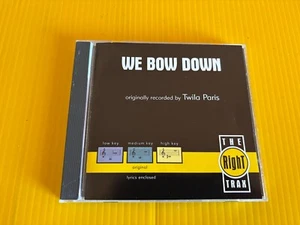 WE BOW DOWN
originally recorded by Twila Paris
low key medium key high key
original
lyrics enclosed
THE
RigHT
TRAX